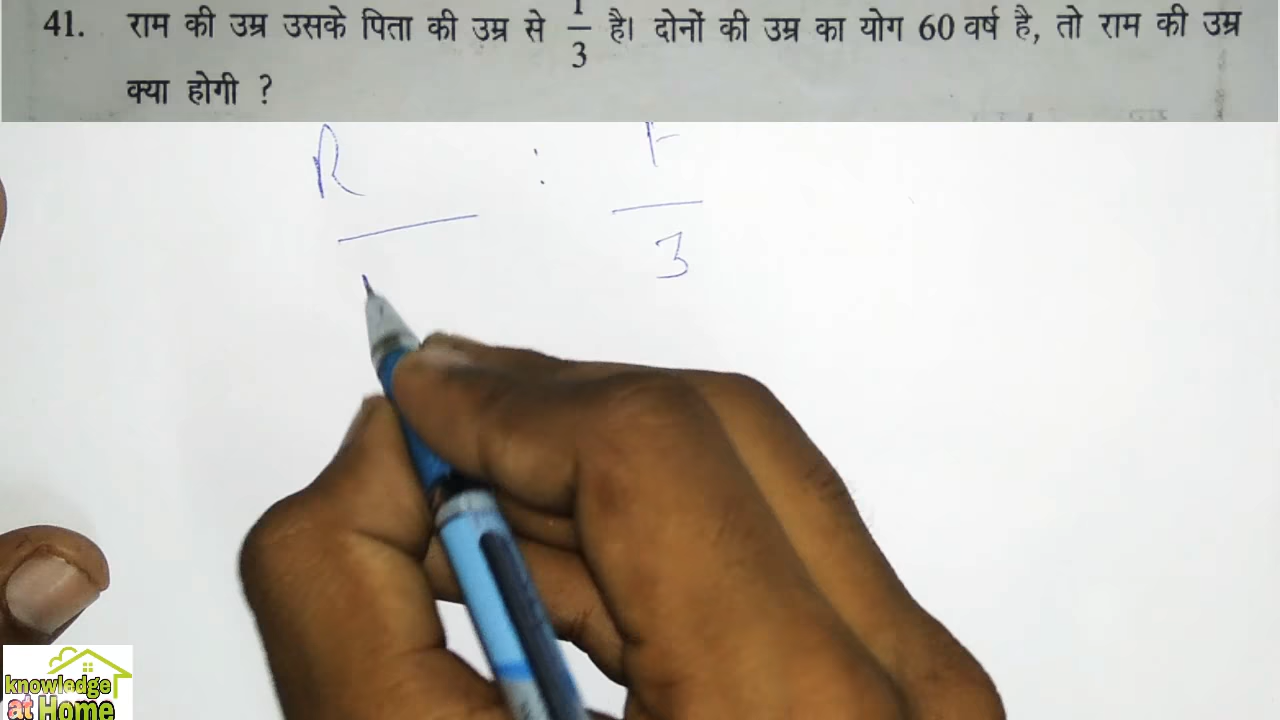 41. राम की उम्र उसके पिता की उम्र से 1/3 है। दोनों की उम्र का योग 60 वर्ष है, तो राम की उम्र
क्या होगी ?
R : F
3
knowledge
at Home